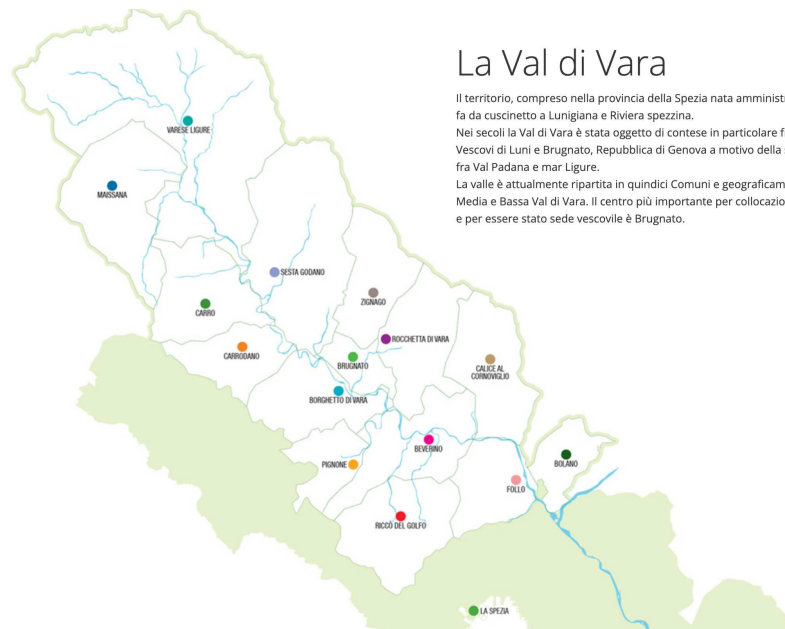 La Val di Vara
Il territorio, compreso nella provincia della Spezia nata amministr
fa da cuscinetto a Lunigiana e Riviera spezzina.
Nei secoli la Val di Vara è stata oggetto di contese in particolare f
Vescovi di Luni e Brugnato, Repubblica di Genova a motivo della
fra Val Padana e mar Ligure.
La valle è attualmente ripartita in quindici Comuni e geograficam
Media e Bassa Val di Vara. Il centro più importante per collocazio
e per essere stato sede vescovile è Brugnato.
VARESE LIGURE
MAISSANA
SESTA GODANO
ZIGNAGO
CARRO
ROCCHETTA DI VARA
CARRODANO
BRUGNATO
CALICE AL
CORNOVIGLIO
BORGHETTO DI VARA
BEVERINO
PIGNONE
BOLANO
FOLLO
RICCÒ DEL GOLFO
LA SPEZIA